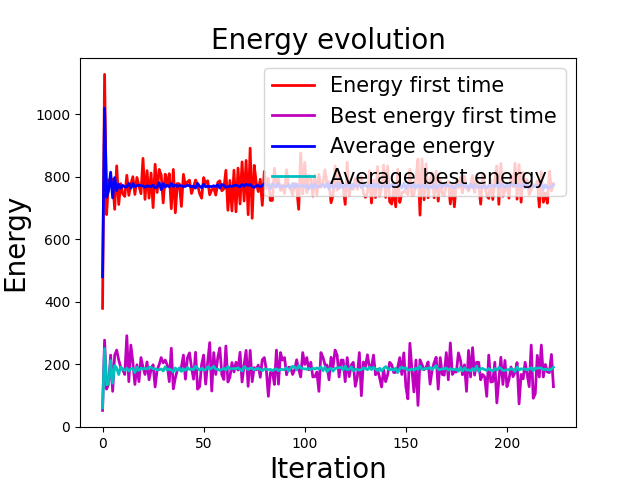 Energy evolution
Energy first time
Best energy first time
Average energy
Average best energy
Energy
1000
800
600
400
200
0
0 50 100 150 200
Iteration